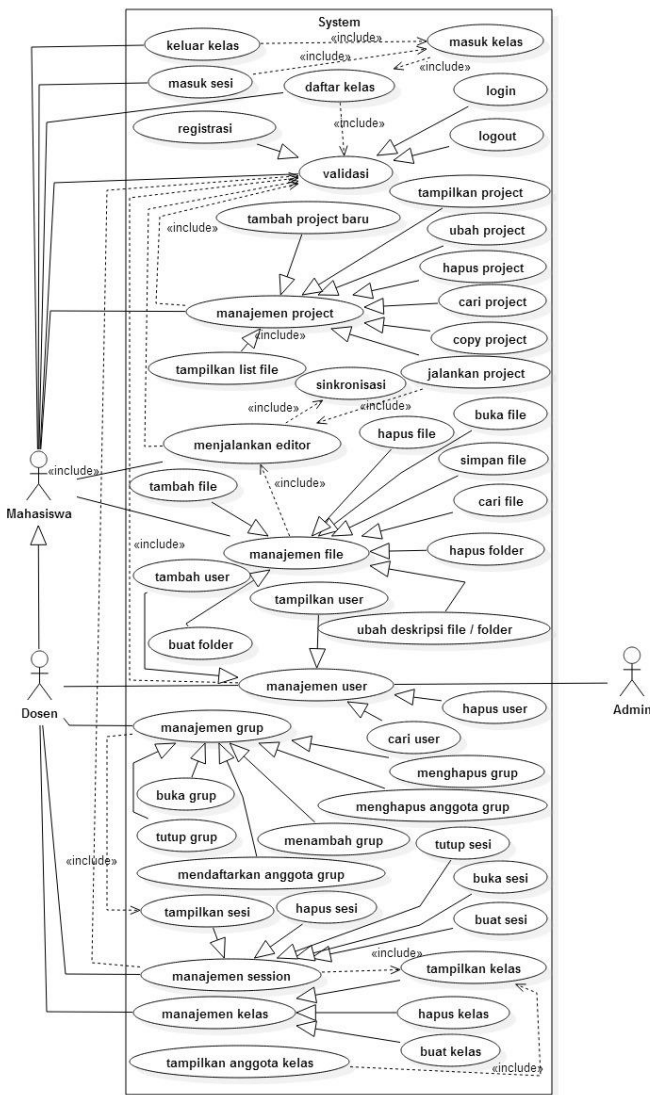 System
keluar kelas
«include»
masuk kelas
«include»
masuk sesi
«include»
daftar kelas
login
«include»
registrasi
logout
validasi
tampilkan project
tambah project baru
«include»
ubah project
hapus project
cari project
manajemen project
«include»
copy project
tampilkan list file
jalankan project
sinkronisasi
«include»
«include»
buka file
hapus file
menjalankan editor
simpan file
«include»
tambah file
«include»
cari file
Mahasiswa
«include»
manajemen file
hapus folder
tambah user
tampilkan user
ubah deskripsi file / folder
buat folder
manajemen user
Dosen
Admin
hapus user
manajemen grup
cari user
menghapus grup
buka grup
menghapus anggota grup
tutup grup
menambah grup
tutup sesi
«include»
mendaftarkan anggota grup
buka sesi
tampilkan sesi
hapus sesi
buat sesi
«include»
manajemen session
tampilkan kelas
manajemen kelas
hapus kelas
buat kelas
tampilkan anggota kelas
«include»